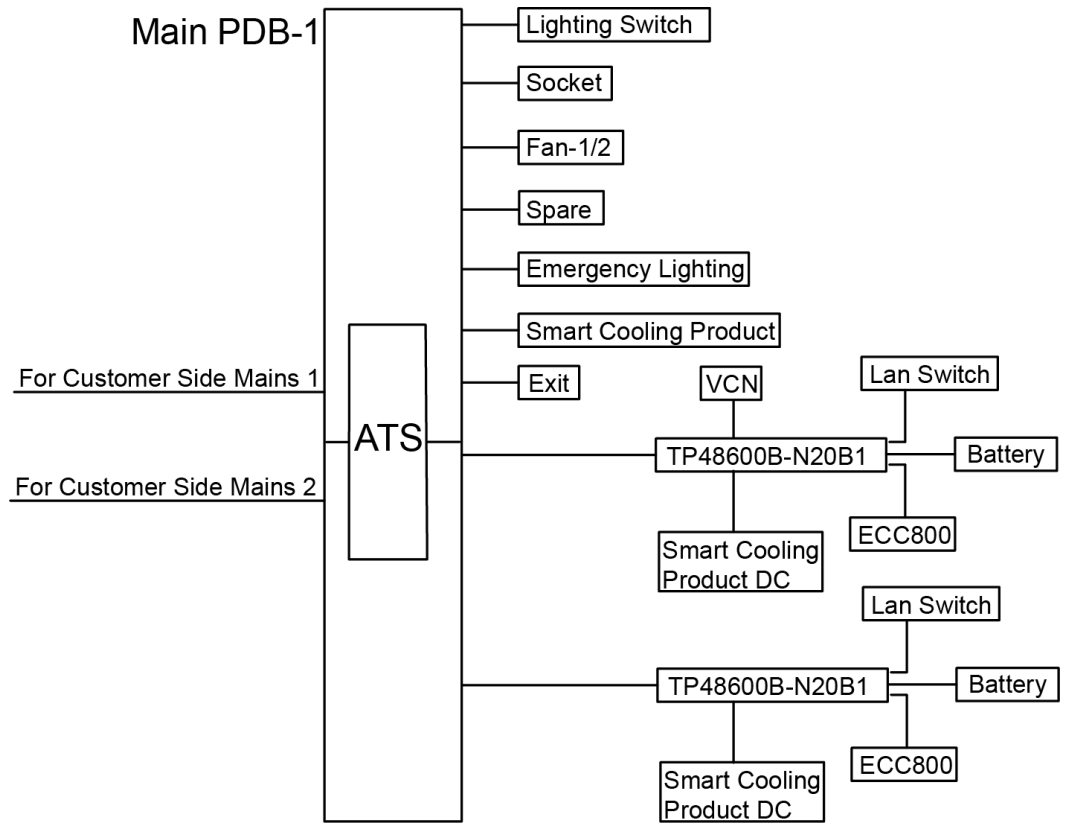 Main PDB-1
Lighting Switch
Socket
Fan-1/2
Spare
Emergency Lighting
Smart Cooling Product
For Customer Side Mains 1
Exit
VCN
Lan Switch
ATS
TP48600B-N20B1
Battery
For Customer Side Mains 2
ECC800
Smart Cooling
Product DC
Lan Switch
TP48600B-N20B1
Battery
ECC800
Smart Cooling
Product DC